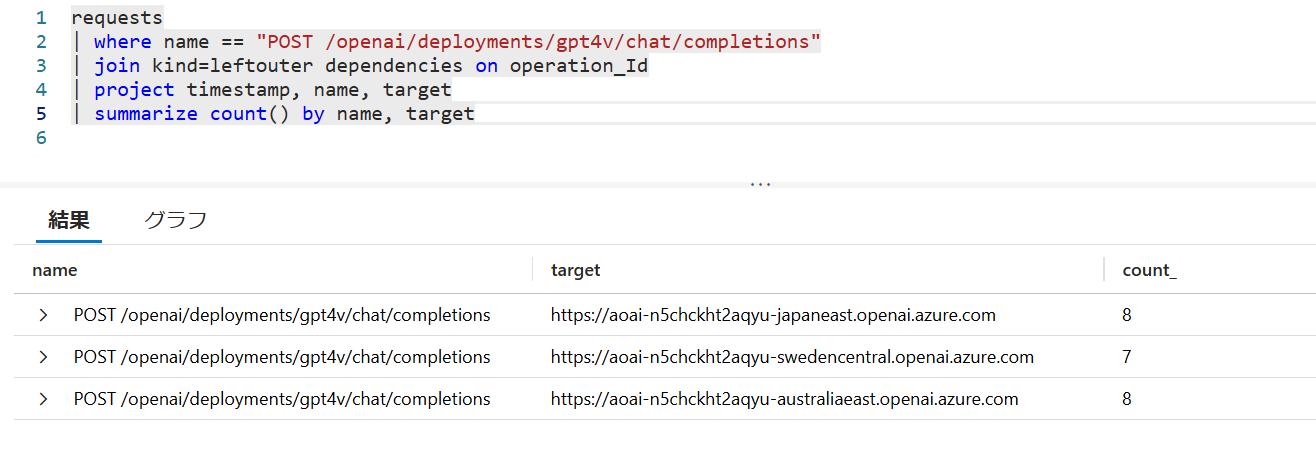 1 requests
2 | where name == "POST /openai/deployments/gpt4v/chat/completions"
3 | join kind=leftouter dependencies on operation_Id
4 | project timestamp, name, target
5 | summarize count() by name, target
6
...
結果 グラフ
name target count_
POST /openai/deployments/gpt4v/chat/completions https://aoai-n5chckht2aqyu-japaneast.openai.azure.com 8
POST /openai/deployments/gpt4v/chat/completions https://aoai-n5chckht2aqyu-swedencentral.openai.azure.com 7
POST /openai/deployments/gpt4v/chat/completions https://aoai-n5chckht2aqyu-australiaeast.openai.azure.com 8